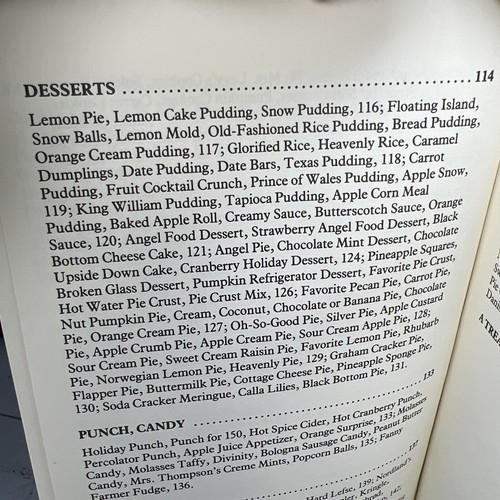 DESSERTS ........................................................ 114
Lemon Pie, Lemon Cake Pudding, Snow Pudding, 116; Floating Island,
Snow Balls, Lemon Mold, Old-Fashioned Rice Pudding, Bread Pudding,
Orange Cream Pudding, 117; Glorified Rice, Heavenly Rice, Caramel
Dumplings, Date Pudding, Date Bars, Texas Pudding, 118; Carrot
Pudding, Fruit Cocktail Crunch, Prince of Wales Pudding, Apple Snow,
119; King William Pudding, Tapioca Pudding, Apple Corn Meal
Pudding, Baked Apple Roll, Creamy Sauce, Butterscotch Sauce, Orange
Sauce, 120; Angel Food Dessert, Strawberry Angel Food Dessert, Black
Bottom Cheese Cake, 121; Angel Pie, Chocolate Mint Dessert, Chocolate
Upside Down Cake, Cranberry Holiday Dessert, 124; Pineapple Squares,
Broken Glass Dessert, Pumpkin Refrigerator Dessert, Favorite Pie Crust,
Hot Water Pie Crust, Pie Crust Mix, 126; Favorite Pecan Pie, Carrot Pie,
Nut Pumpkin Pie, Cream, Coconut, Chocolate or Banana Pie, Chocolate
Pie, Orange Cream Pie, 127; Oh-So-Good Pie, Silver Pie, Apple Custard
Pie, Apple Crumb Pie, Apple Cream Pie, Sour Cream Apple Pie, 128;
Sour Cream Pie, Sweet Cream Raisin Pie, Favorite Lemon Pie, Rhubarb
Pie, Norwegian Lemon Pie, Heavenly Pie, 129; Graham Cracker Pie,
Flapper Pie, Buttermilk Pie, Cottage Cheese Pie, Pineapple Sponge Pie,
130; Soda Cracker Meringue, Calla Lilies, Black Bottom Pie, 131.
PUNCH, CANDY ........................................................ 133
Holiday Punch, Punch for 150, Hot Spice Cider, Hot Cranberry Punch,
Percolator Punch, Apple Juice Appetizer, Orange Surprise, 133; Molasses
Candy, Molasses Taffy, Divinity, Bologna Sausage Candy, Peanut Butter
Candy, Mrs. Thompson's Creme Mints, Popcorn Balls, 135; Fanny
Farmer Fudge, 136.
137
Hard Lefse, 139; Nordland's
Kringle,
142,
A TREA